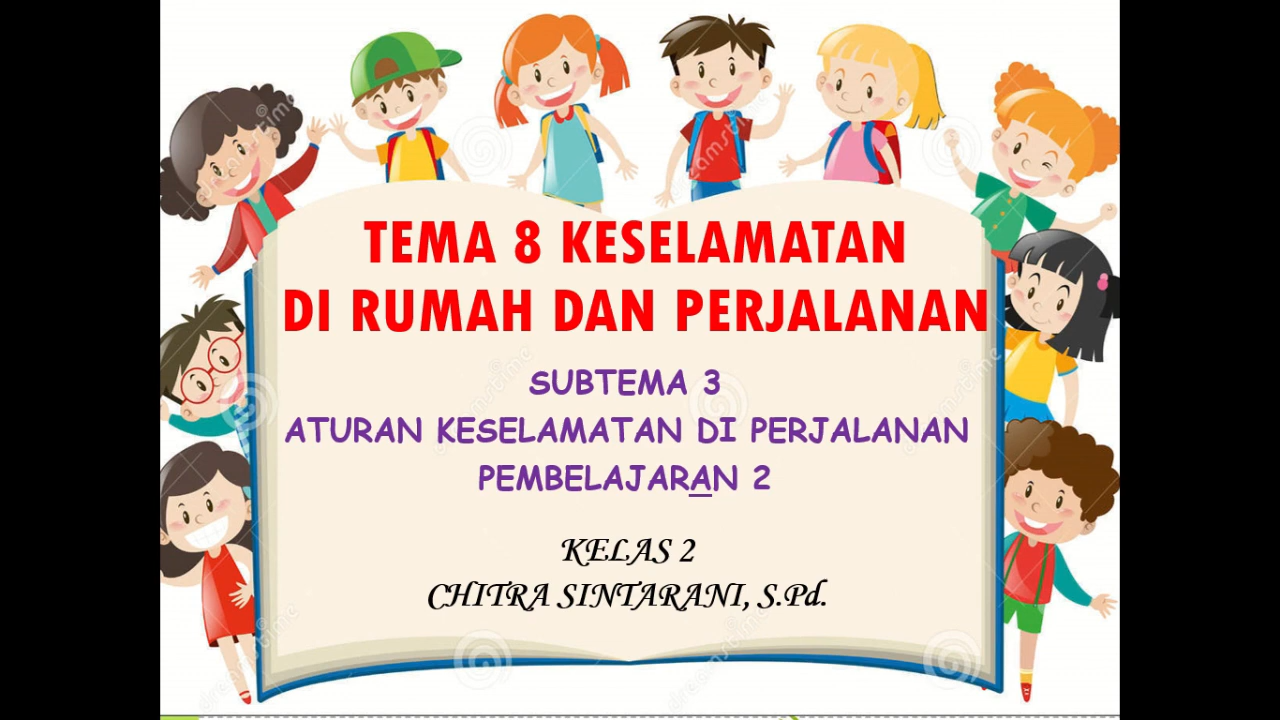 TEMA 8 KESELAMATAN
DI RUMAH DAN PERJALANAN
SUBTEMA 3
ATURAN KESELAMATAN DI PERJALANAN
PEMBELAJARAN 2
KELAS 2
CHITRA SINTARANI, S.Pd.
dreamstime